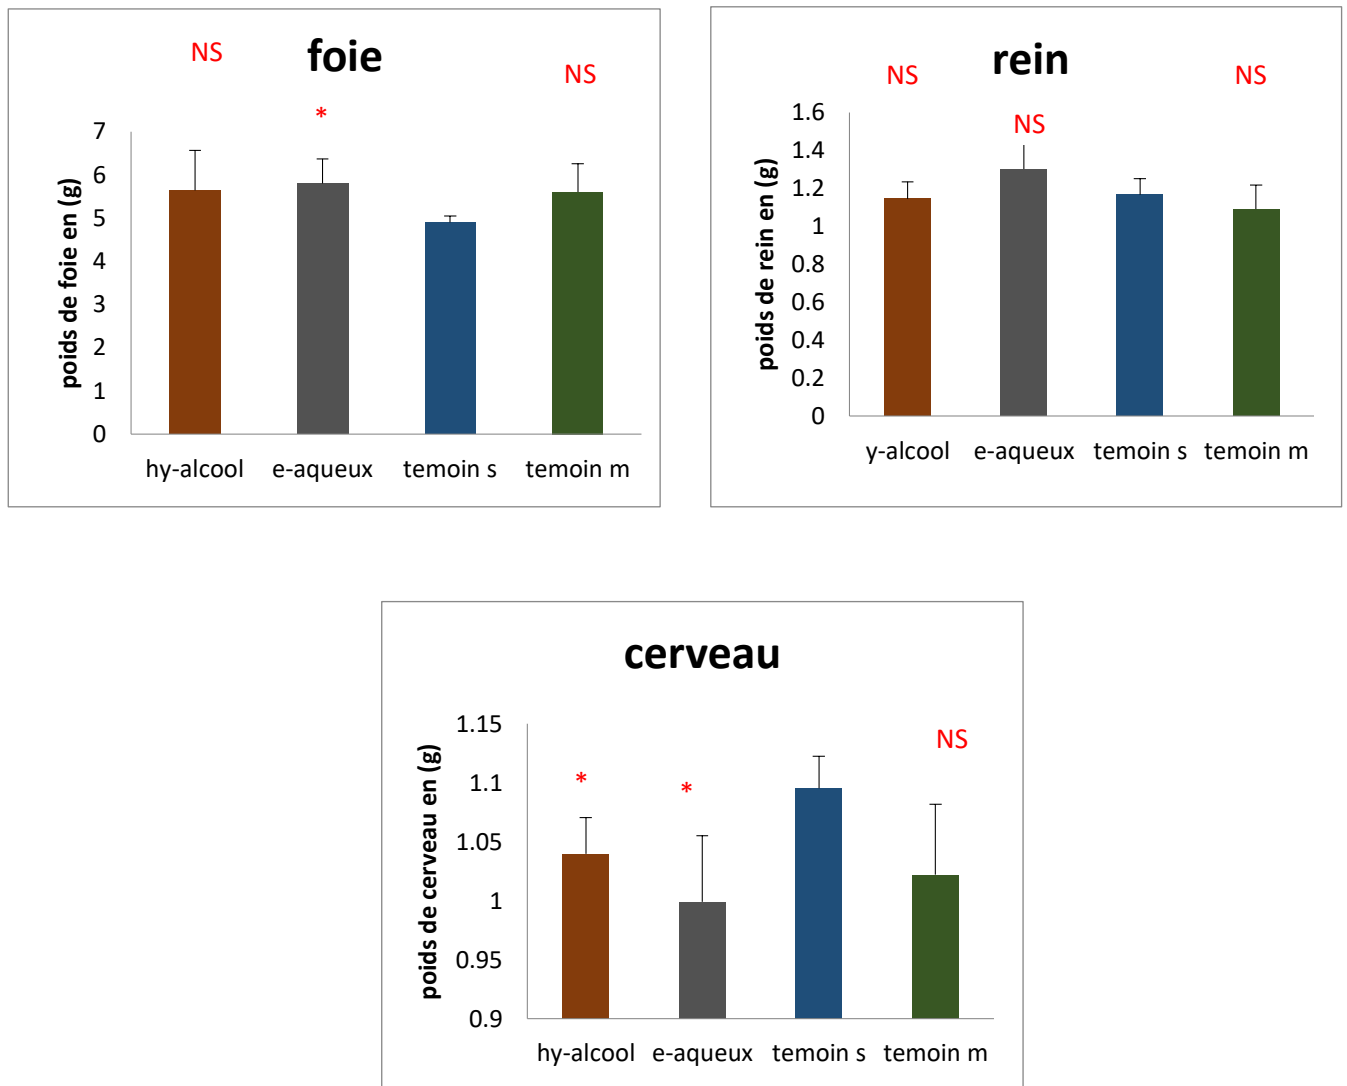 foie
NS
NS
*
poids de foie en (g)
7
6
5
4
3
2
1
0
hy-alcool e-aqueux temoin s temoin m
rein
NS
NS
NS
poids de rein en (g)
1.6
1.4
1.2
1
0.8
0.6
0.4
0.2
0
y-alcool e-aqueux temoin s temoin m
cerveau
NS
*
*
poids de cerveau en (g)
1.15
1.1
1.05
1
0.95
0.9
hy-alcool e-aqueux temoin s temoin m